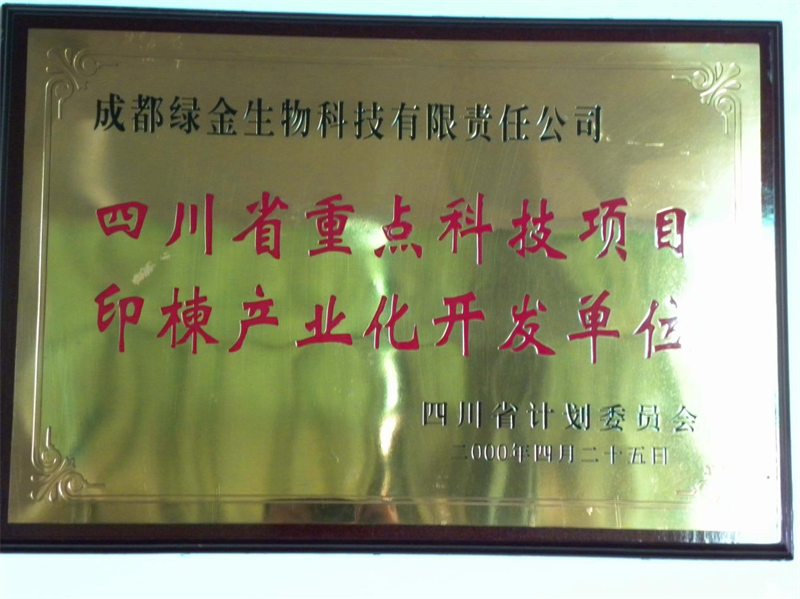 成都绿金生物科技有限责任公司
四川省重点科技项目
印楝产业化开发单位
四川省计划委员会
二000年四月二十五日